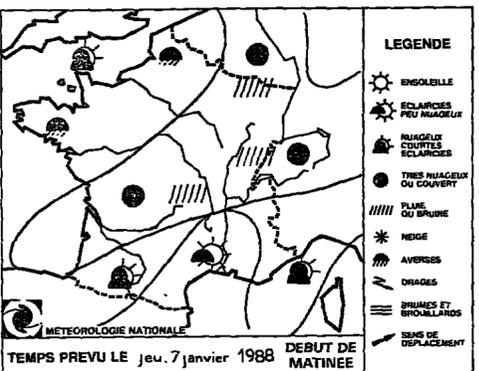 LEGENDE
ENSOLEILLE
ECLAIRCIES
PEU NUAGEUX
NUAGEUX
COURTES
ECLAIRCIES
TRES NUAGEUX
OU COUVERT
PLUIE
OU BRUINE
NEIGE
AVERSES
ORAGES
BRUMES ET
BROUILLARDS
SENS DE
DEPLACEMENT
METEOROLOGIE NATIONALE
TEMPS PREVU LE jeu. 7 janvier 1988 DEBUT DE
MATINÉE